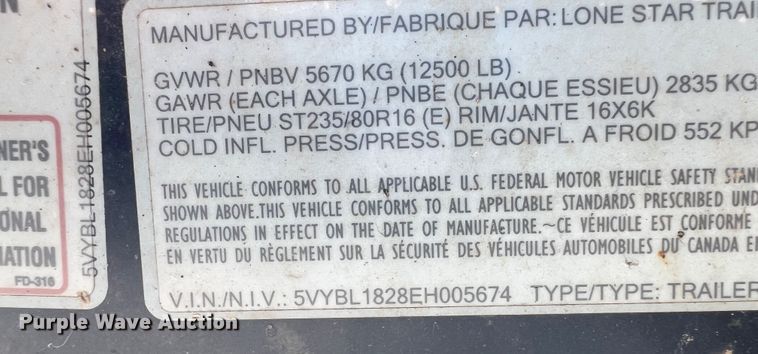 N
NER'S
L FOR
ONAL
ATION
FD-316
5VYBL1828EH005674
MANUFACTURED BY/FABRIQUE PAR: LONE STAR TRAI
GVWR / PNBV 5670 KG (12500 LB)
GAWR (EACH AXLE) / PNBE (CHAQUE ESSIEU) 2835 KG
TIRE/PNEU ST235/80R16 (E) RIM/JANTE 16X6K
COLD INFL. PRESS/PRESS. DE GONFL. A FROID 552 KP
THIS VEHICLE CONFORMS TO ALL APPLICABLE U.S. FEDERAL MOTOR VEHICLE SAFETY STAN
SHOWN ABOVE.THIS VEHICLE CONFORMS TO ALL APPLICABLE STANDARDS PRESCRIBED UND
REGULATIONS IN EFFECT ON THE DATE OF MANUFACTURE.~CE VÉHICULE EST CONFORME
EN VERTU DU RÈGLEMENT SUR LA SÉCURITÉ DES VÉHICULES AUTOMOBILES DU CANADA E
V.I.N./N.I.V.: 5VYBL1828EH005674 TYPE/TYPE: TRAILER
Purple Wave Auction